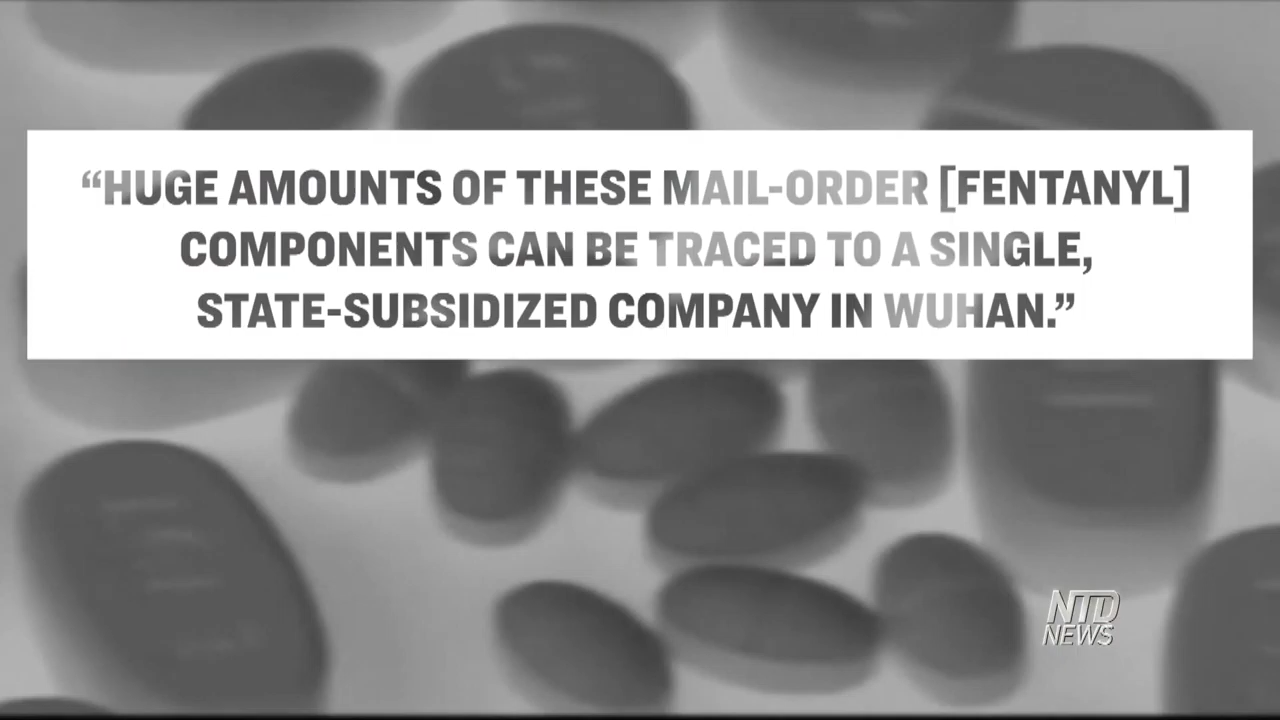 “HUGE AMOUNTS OF THESE MAIL-ORDER [FENTANYL]
COMPONENTS CAN BE TRACED TO A SINGLE,
STATE-SUBSIDIZED COMPANY IN WUHAN.”
NTD
NEWS